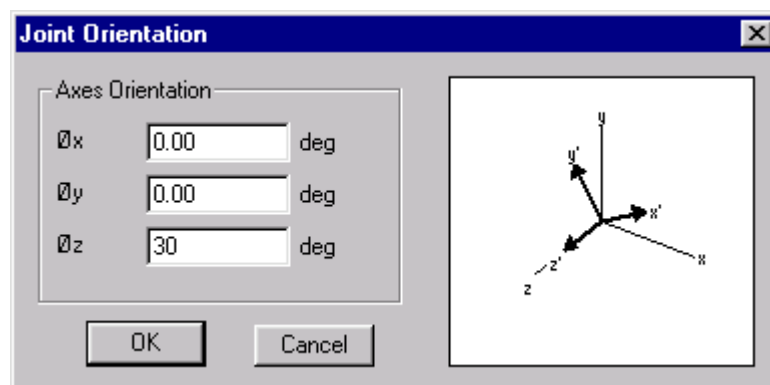 Joint Orientation
Axes Orientation
Øx 0.00 deg
Øy 0.00 deg
Øz 30 deg
OK Cancel
y
y'
x'
x
z'
z